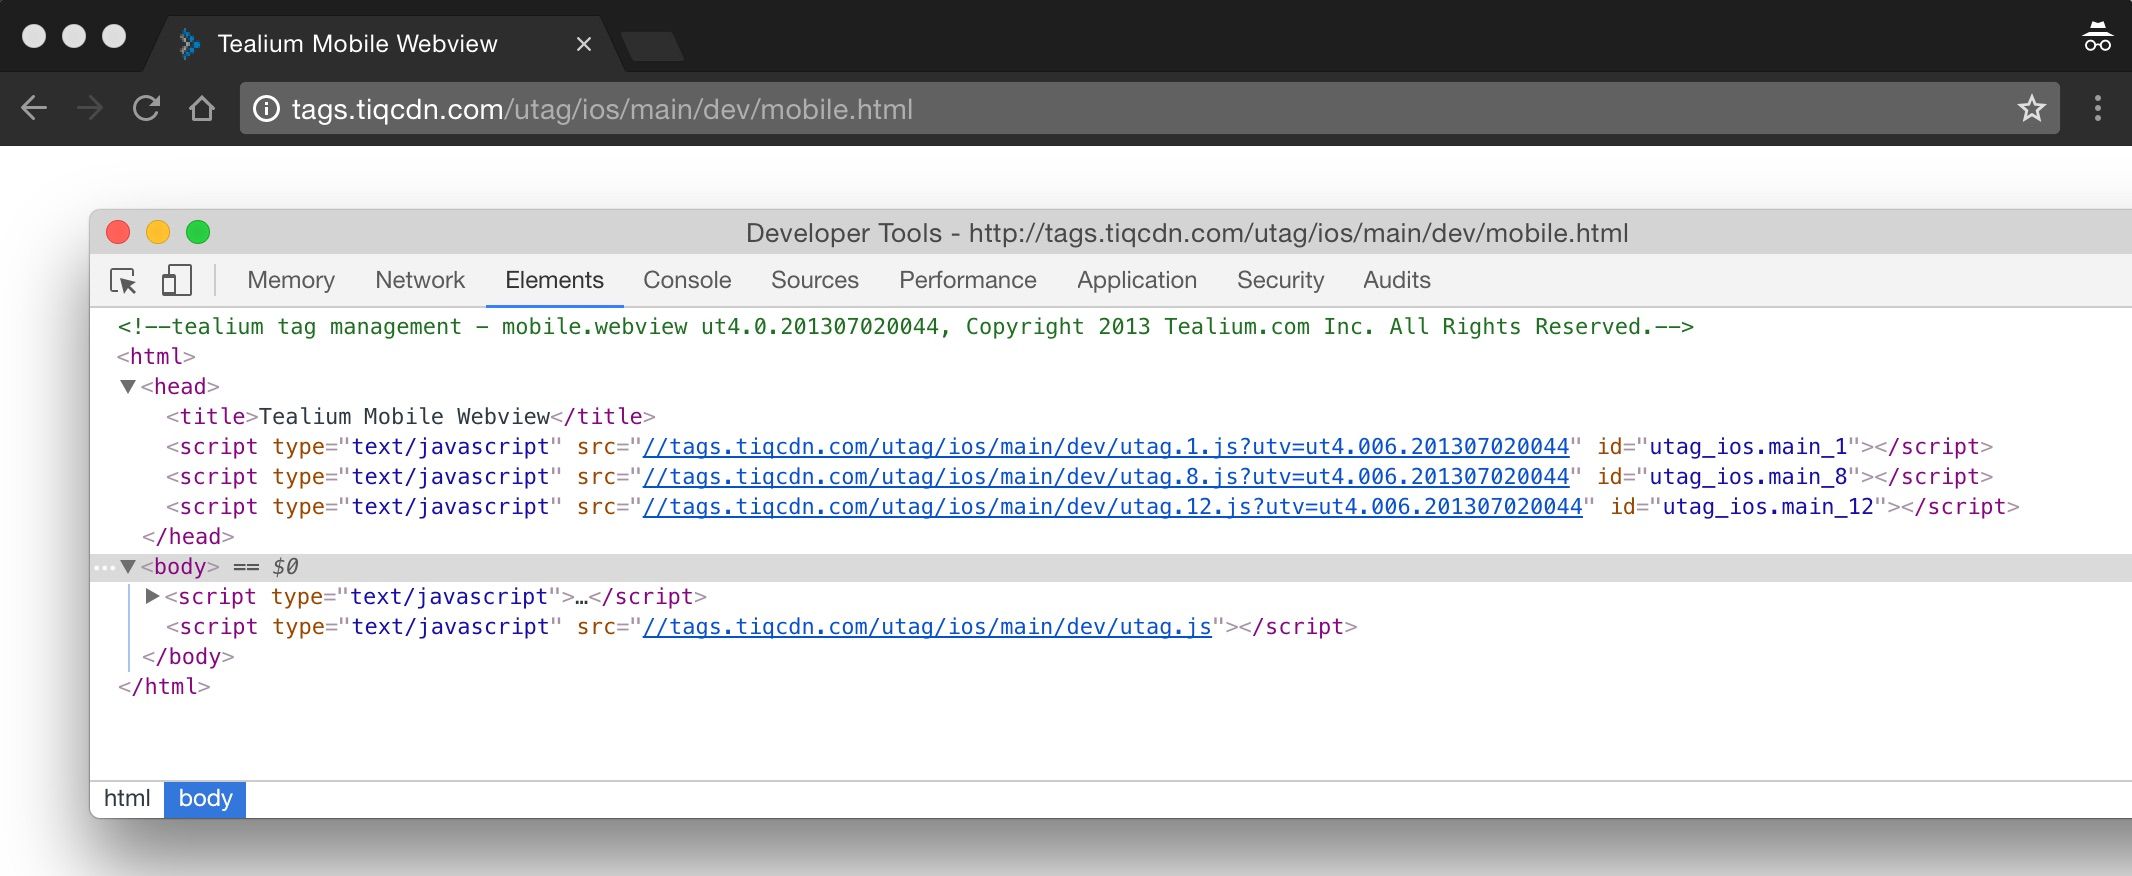 Tealium Mobile Webview
tags.tiqcdn.com/utag/ios/main/dev/mobile.html
Developer Tools - http://tags.tiqcdn.com/utag/ios/main/dev/mobile.html
Memory Network Elements Console Sources Performance Application Security Audits
<!--tealium tag management - mobile.webview ut4.0.201307020044, Copyright 2013 Tealium.com Inc. All Rights Reserved.-->
<html>
<head>
<title>Tealium Mobile Webview</title>
<script type="text/javascript" src="//tags.tiqcdn.com/utag/ios/main/dev/utag.1.js?utv=ut4.006.201307020044" id="utag_ios.main_1"></script>
<script type="text/javascript" src="//tags.tiqcdn.com/utag/ios/main/dev/utag.8.js?utv=ut4.006.201307020044" id="utag_ios.main_8"></script>
<script type="text/javascript" src="//tags.tiqcdn.com/utag/ios/main/dev/utag.12.js?utv=ut4.006.201307020044" id="utag_ios.main_12"></script>
</head>
<body> == $0
<script type="text/javascript">…</script>
<script type="text/javascript" src="//tags.tiqcdn.com/utag/ios/main/dev/utag.js"></script>
</body>
</html>
html body